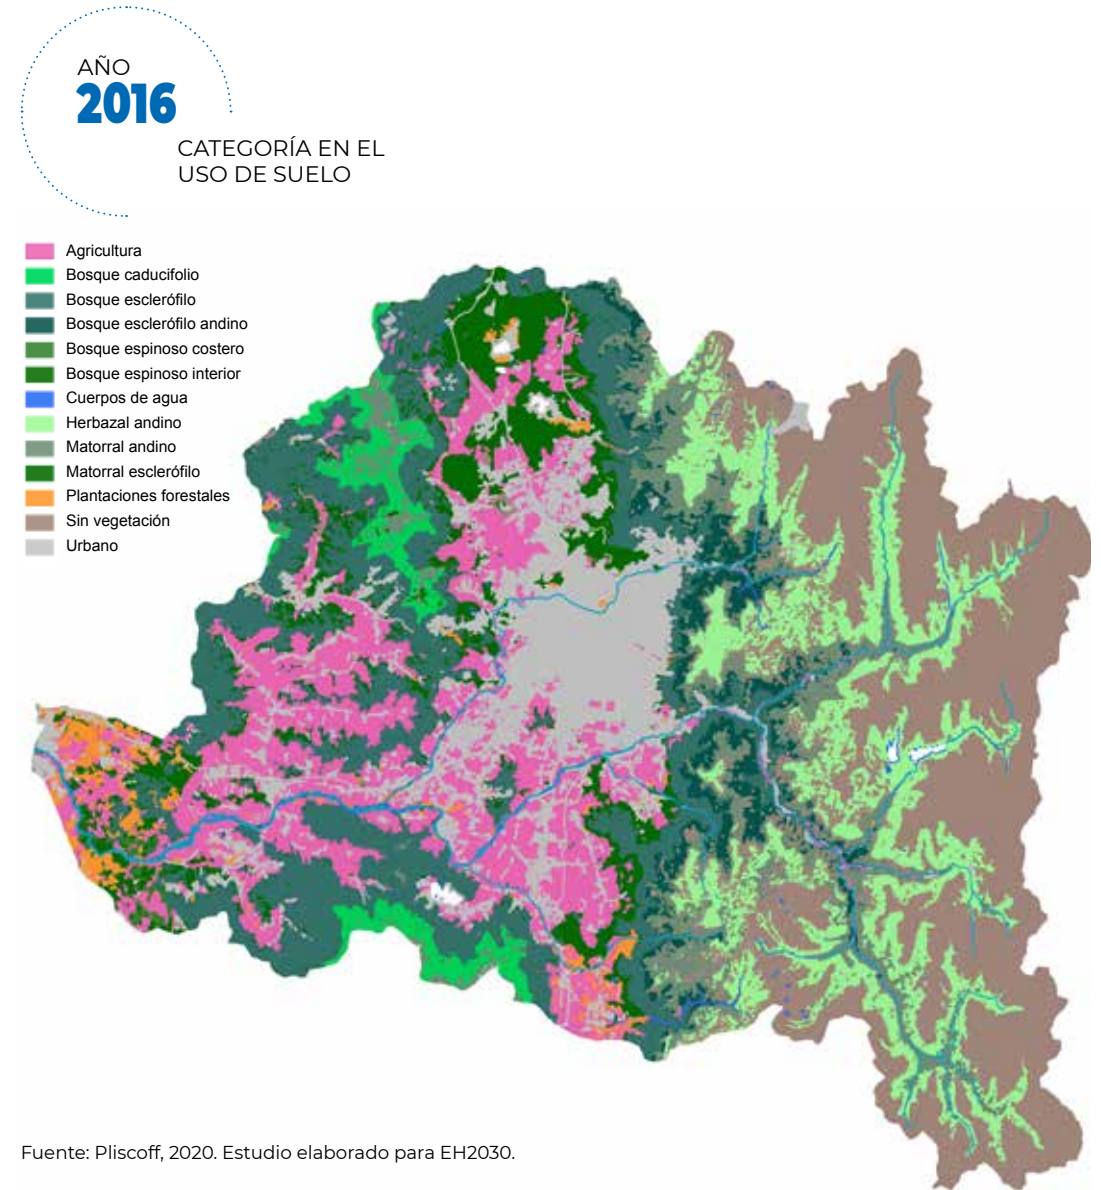 AÑO
2016
CATEGORÍA EN EL
USO DE SUELO
Agricultura
Bosque caducifolio
Bosque esclerófilo
Bosque esclerófilo andino
Bosque espinoso costero
Bosque espinoso interior
Cuerpos de agua
Herbazal andino
Matorral andino
Matorral esclerófilo
Plantaciones forestales
Sin vegetación
Urbano
Fuente: Pliscoff, 2020. Estudio elaborado para EH2030.